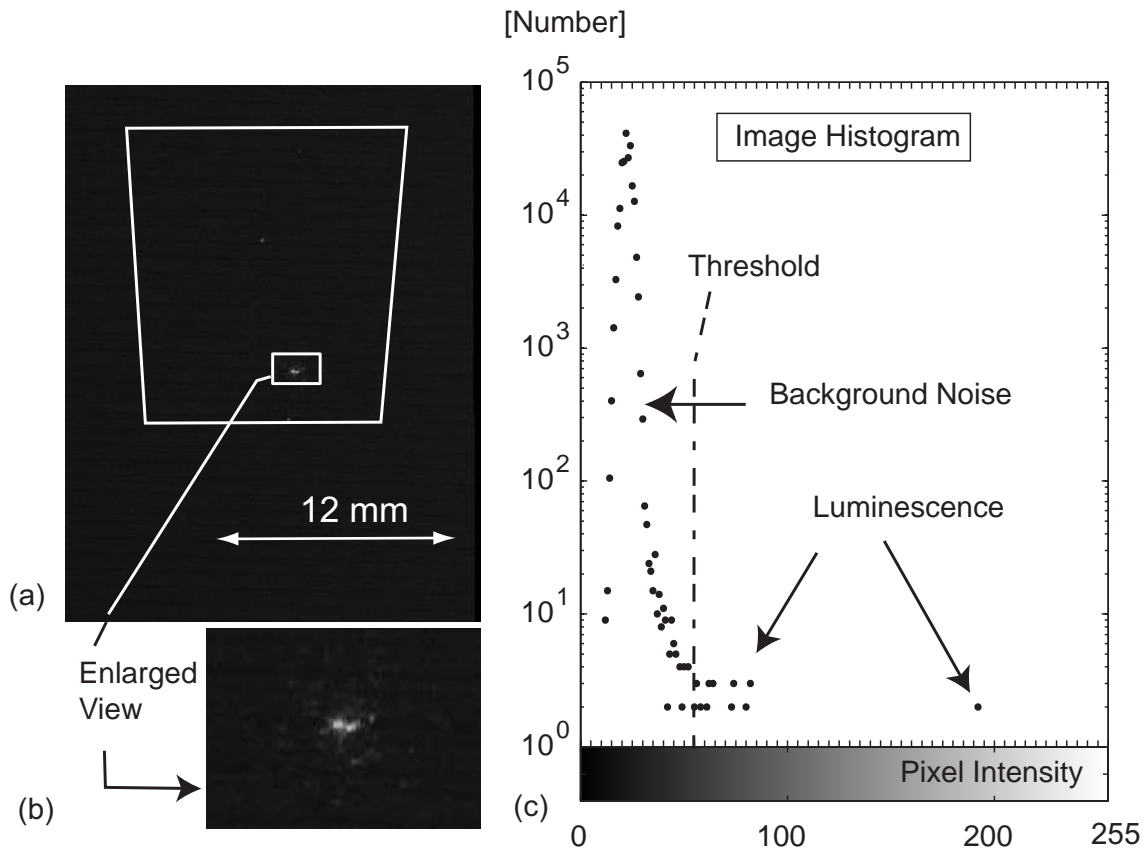 [Number]
10^5
10^4
10^3
10^2
10^1
10^0
Image Histogram
Threshold
Background Noise
Luminescence
Pixel Intensity
0
100
200
255
(c)
12 mm
(a)
Enlarged
View
(b)